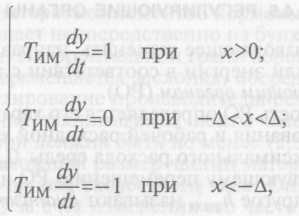 T_ИМ dy/dt = 1 при x>0;
T_ИМ dy/dt = 0 при −Δ<x<Δ;
T_ИМ dy/dt = −1 при x<−Δ,